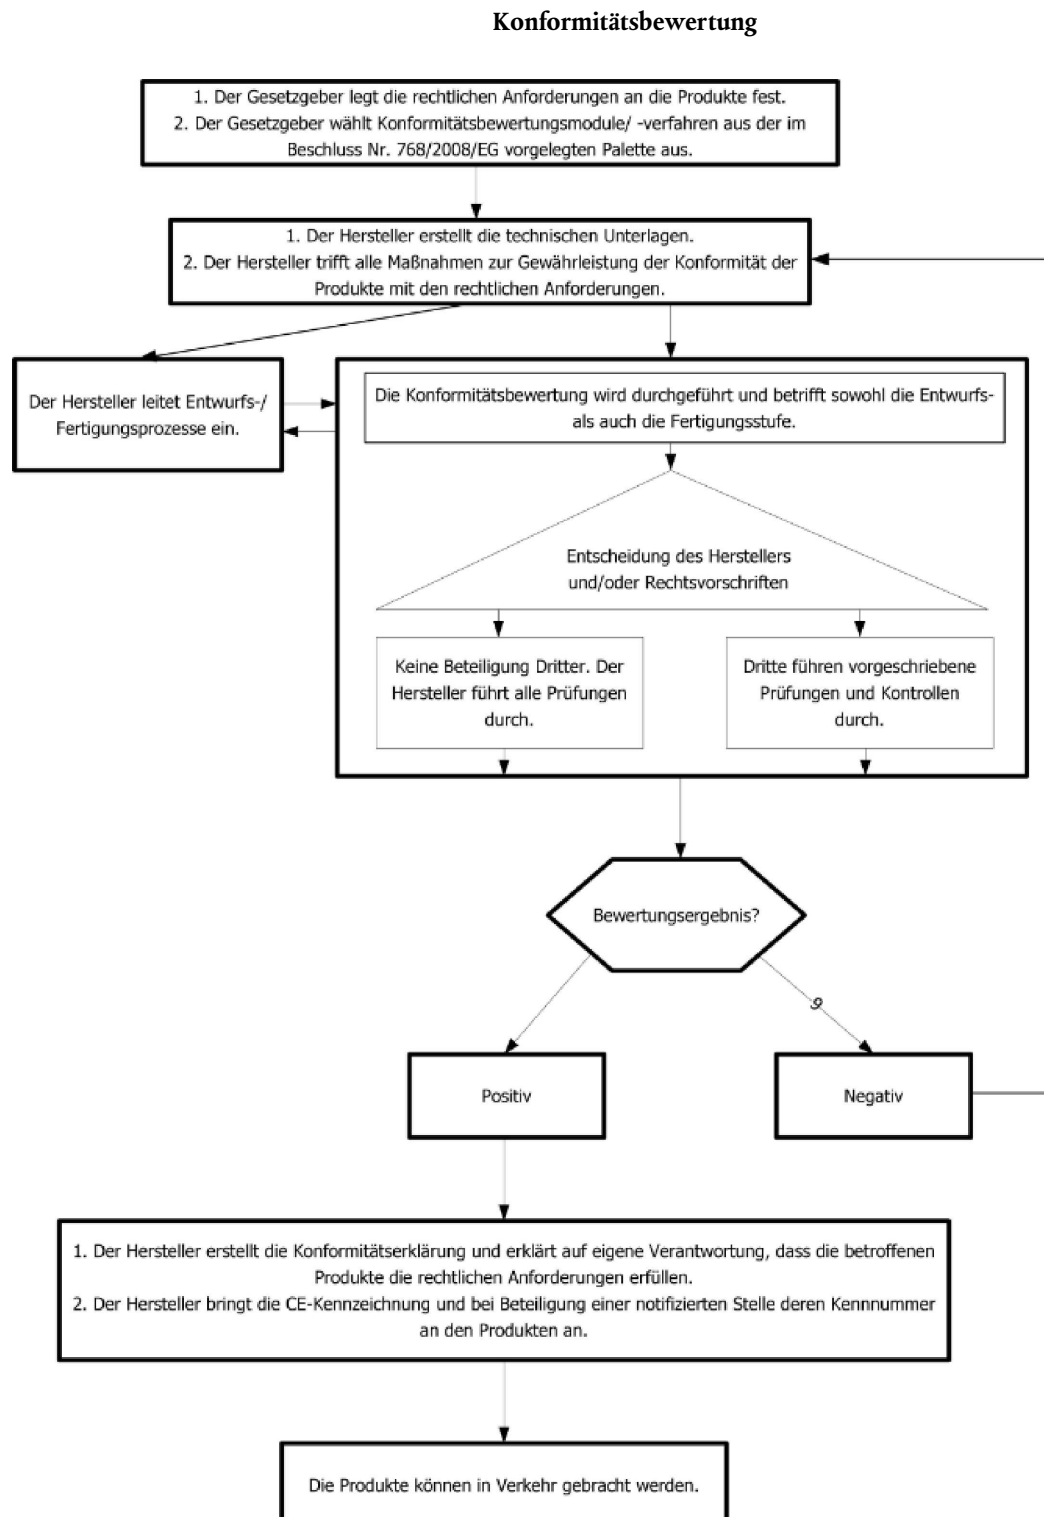 Konformitätsbewertung
1. Der Gesetzgeber legt die rechtlichen Anforderungen an die Produkte fest.
2. Der Gesetzgeber wählt Konformitätsbewertungsmodule/ -verfahren aus der im
Beschluss Nr. 768/2008/EG vorgelegten Palette aus.
1. Der Hersteller erstellt die technischen Unterlagen.
2. Der Hersteller trifft alle Maßnahmen zur Gewährleistung der Konformität der
Produkte mit den rechtlichen Anforderungen.
Der Hersteller leitet Entwurfs-/
Fertigungsprozesse ein.
Die Konformitätsbewertung wird durchgeführt und betrifft sowohl die Entwurfs-
als auch die Fertigungsstufe.
Entscheidung des Herstellers
und/oder Rechtsvorschriften
Keine Beteiligung Dritter. Der
Hersteller führt alle Prüfungen
durch.
Dritte führen vorgeschriebene
Prüfungen und Kontrollen
durch.
Bewertungsergebnis?
9
Positiv
Negativ
1. Der Hersteller erstellt die Konformitätserklärung und erklärt auf eigene Verantwortung, dass die betroffenen
Produkte die rechtlichen Anforderungen erfüllen.
2. Der Hersteller bringt die CE-Kennzeichnung und bei Beteiligung einer notifizierten Stelle deren Kennnummer
an den Produkten an.
Die Produkte können in Verkehr gebracht werden.